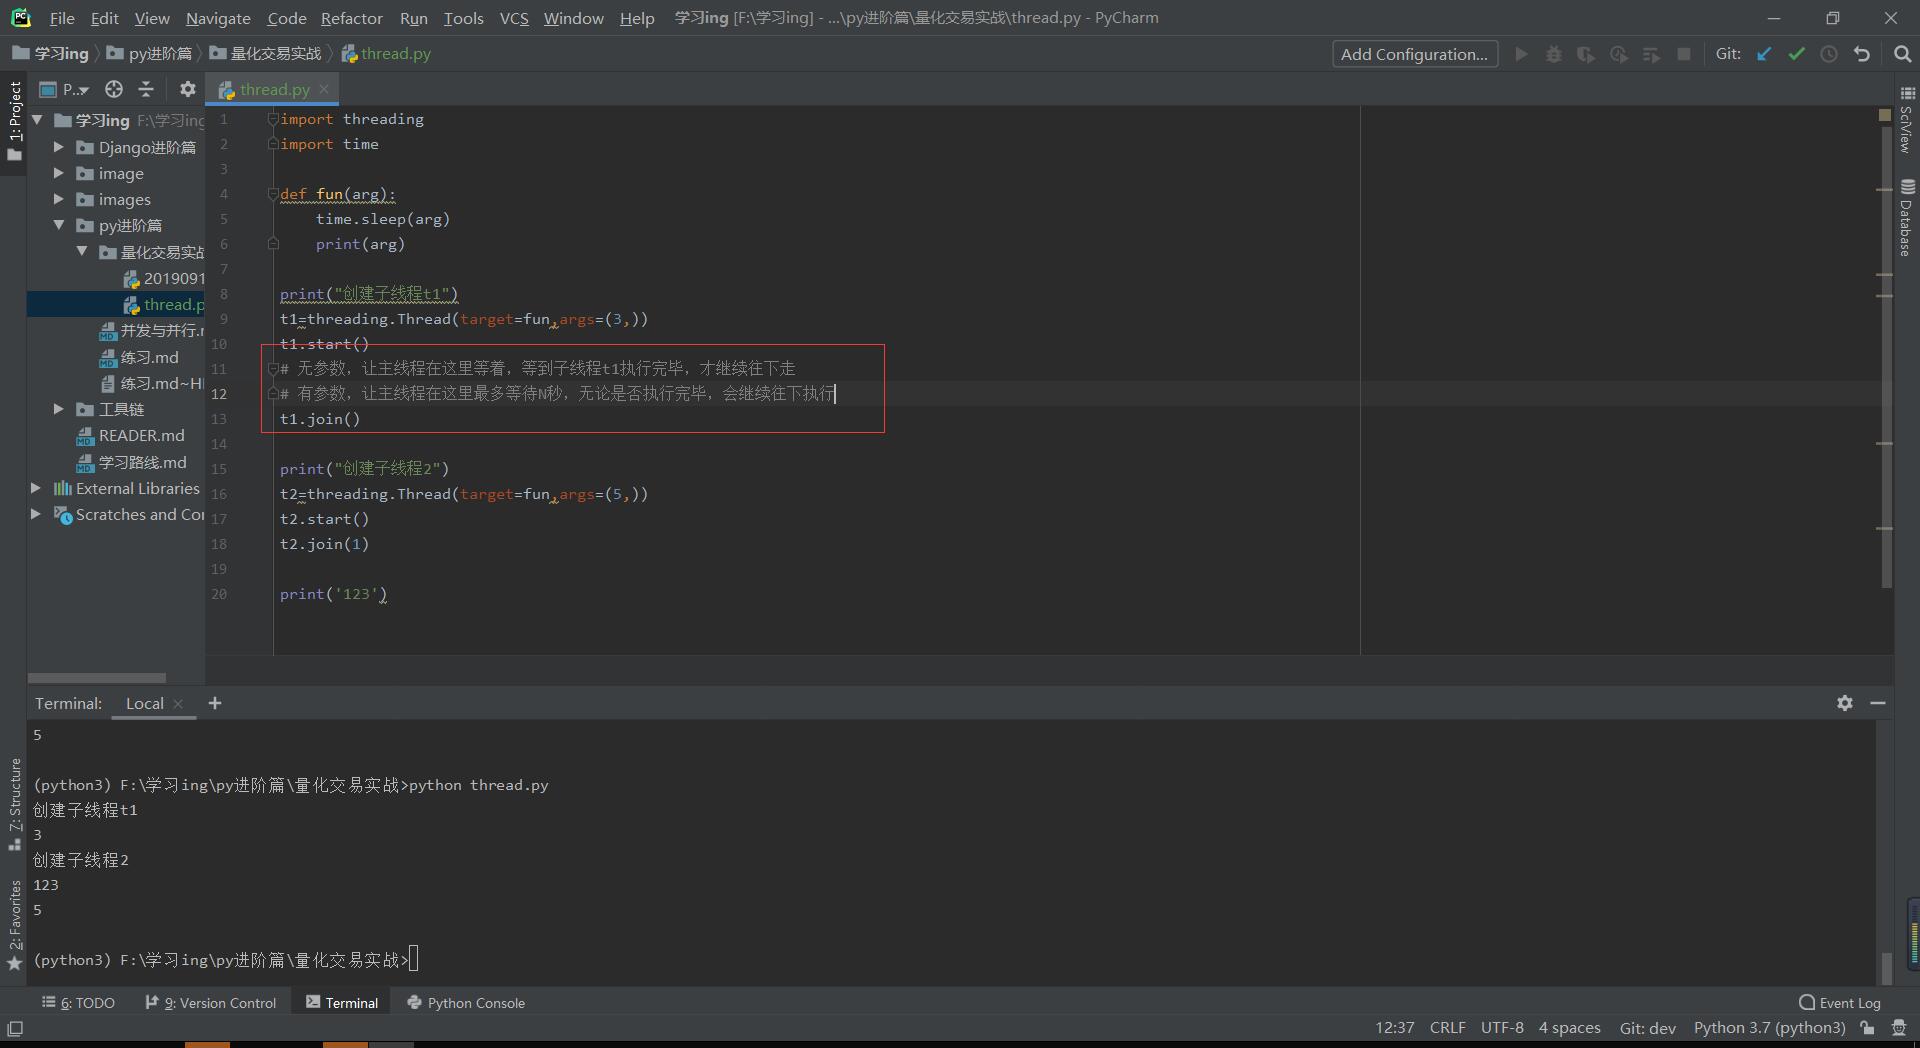 File Edit View Navigate Code Refactor Run Tools VCS Window Help 学习ing [F:\学习ing] - ...\py进阶篇\量化交易实战\thread.py - PyCharm
学习ing py进阶篇 量化交易实战 thread.py Add Configuration... Git:
1: Project
P.. thread.py
学习ing F:\学习ing
Django进阶篇
image
images
py进阶篇
量化交易实战
2019091
thread.p
并发与并行.
练习.md
练习.md~H
工具链
READER.md
学习路线.md
External Libraries
Scratches and Co
1 import threading
2 import time
3
4 def fun(arg):
5 time.sleep(arg)
6 print(arg)
7
8 print("创建子线程t1")
9 t1=threading.Thread(target=fun,args=(3,))
10 t1.start()
11 # 无参数，让主线程在这里等着，等到子线程t1执行完毕，才继续往下走
12 # 有参数，让主线程在这里最多等待N秒，无论是否执行完毕，会继续往下执行
13 t1.join()
14
15 print("创建子线程2")
16 t2=threading.Thread(target=fun,args=(5,))
17 t2.start()
18 t2.join(1)
19
20 print('123')
SciView
Database
Terminal: Local
5
(python3) F:\学习ing\py进阶篇\量化交易实战>python thread.py
创建子线程t1
3
创建子线程2
123
5
(python3) F:\学习ing\py进阶篇\量化交易实战>
7: Structure
2: Favorites
6: TODO 9: Version Control Terminal Python Console Event Log
12:37 CRLF UTF-8 4 spaces Git: dev Python 3.7 (python3)